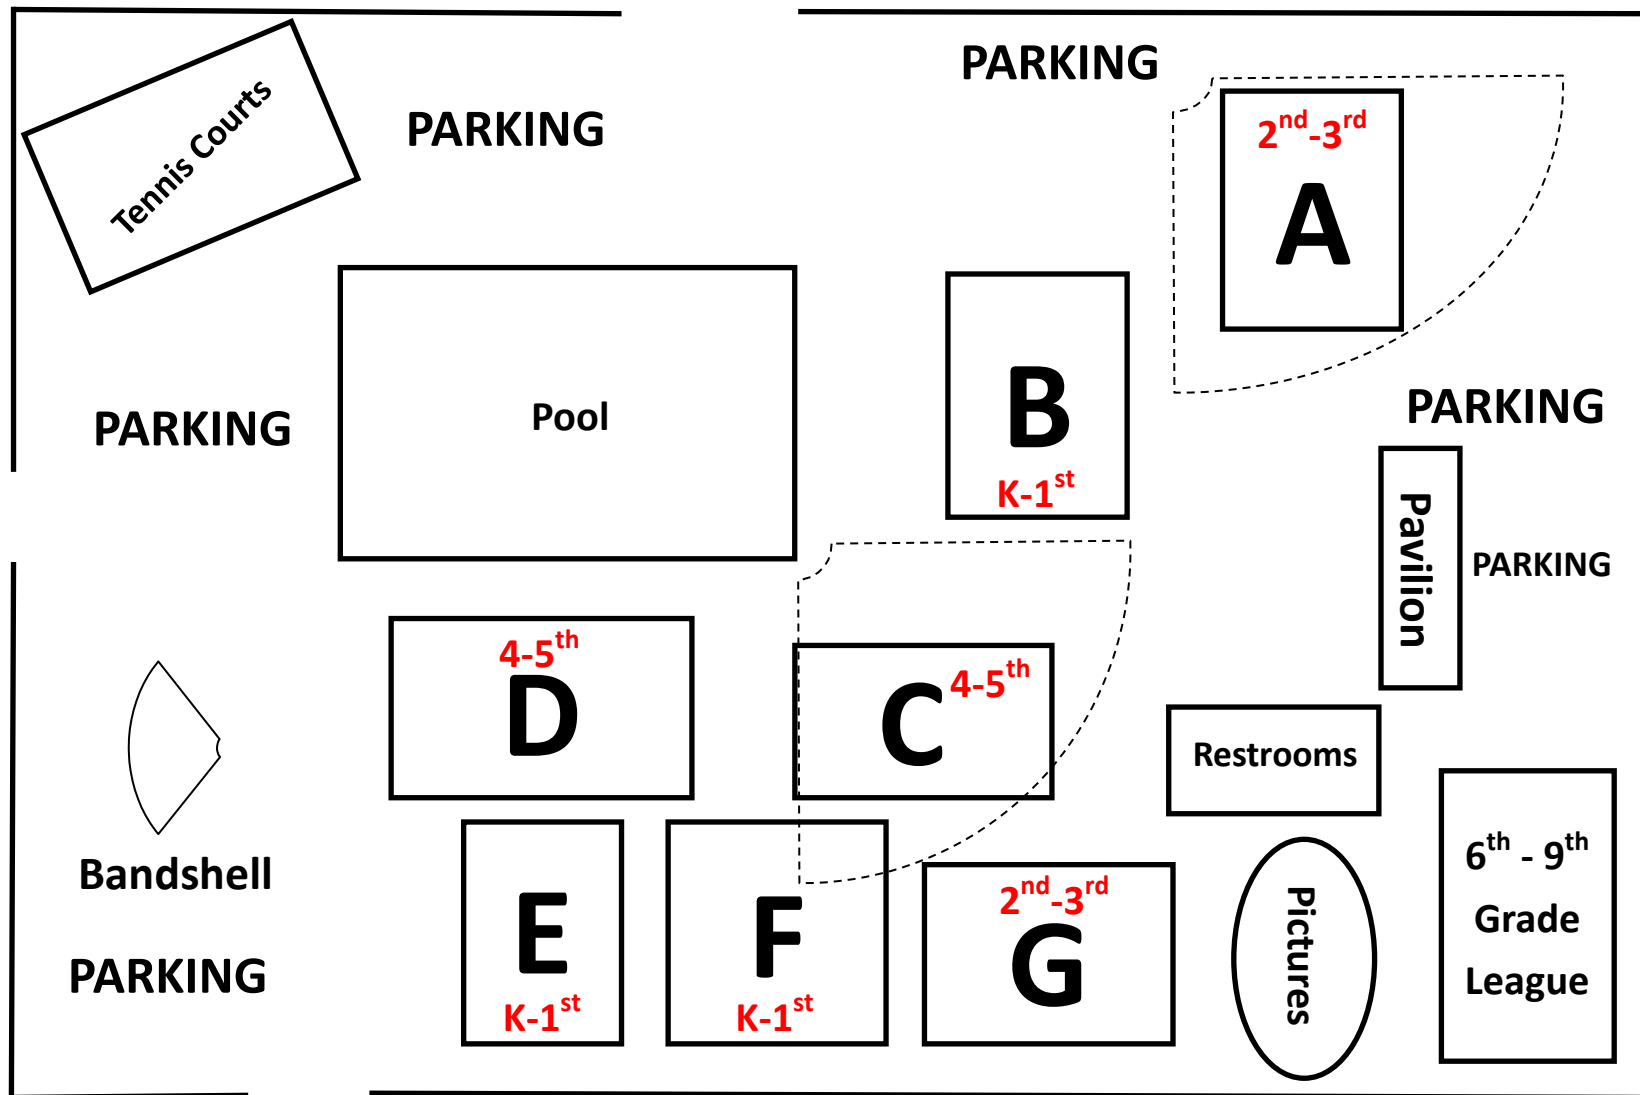 PARKING
PARKING
Tennis Courts
2nd-3rd
A
Pool
B
K-1st
PARKING
PARKING
Pavilion
PARKING
4-5th
D
C 4-5th
Restrooms
Bandshell
PARKING
E
K-1st
F
K-1st
2nd-3rd
G
Pictures
6th - 9th
Grade
League